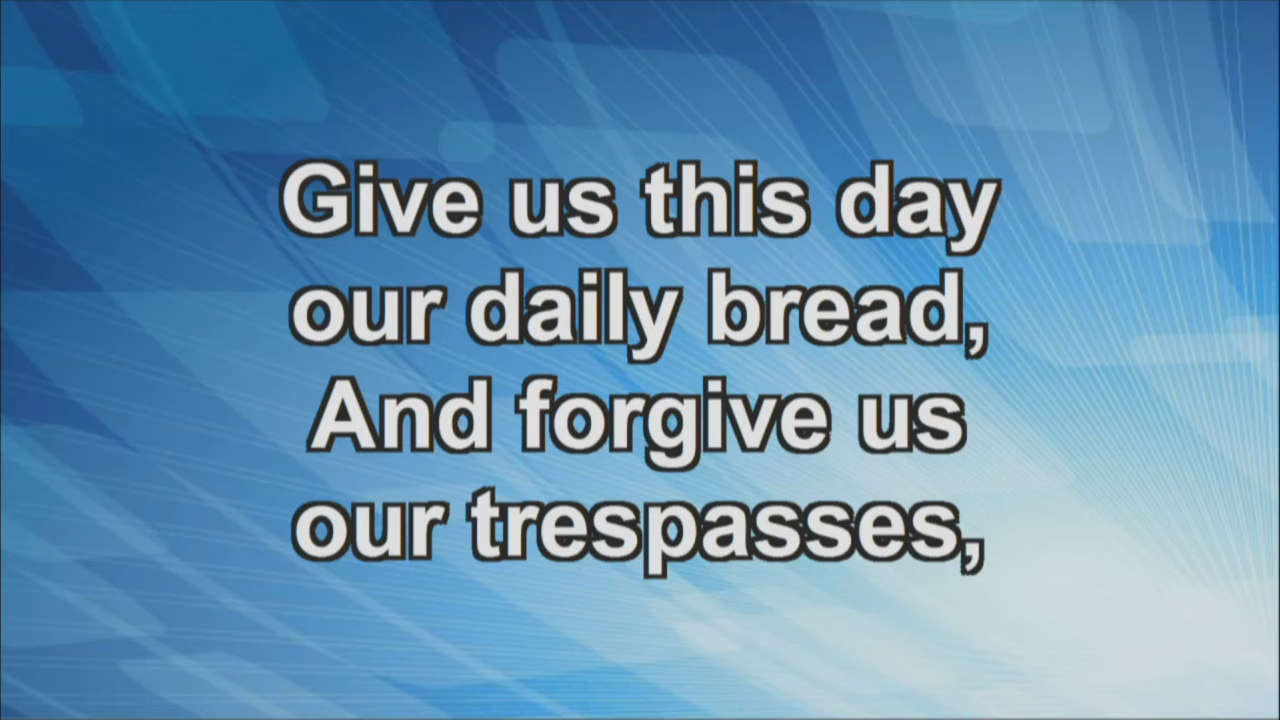 Give us this day
our daily bread,
And forgive us
our trespasses,